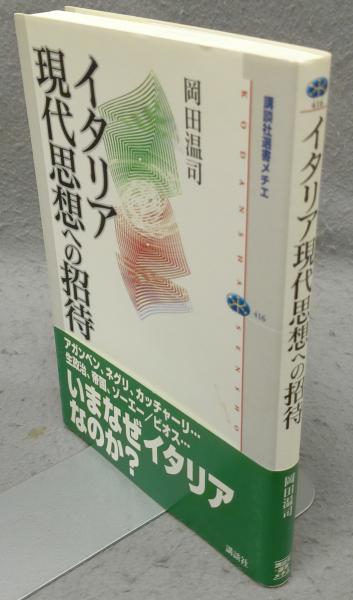 イタリア
現代思想への招待
岡田温司
講談社選書メチエ
KODANSHA SENSHO
416
アガンベン、ネグリ、カッチャーリ…
生政治、帝国、ゾーエー/ビオス…
いまなぜイタリア
なのか?
講談社
416
イタリア現代思想への招待
岡田温司